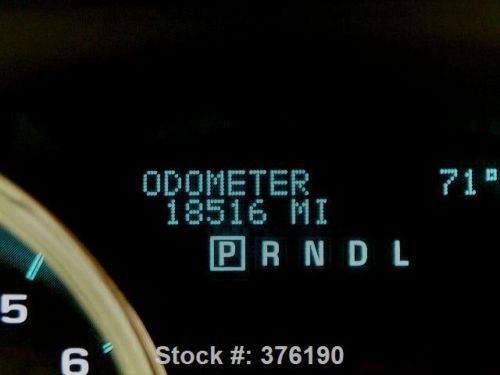 ODOMETER 71°
18516 MI
P R N D L
5
6
Stock #: 376190